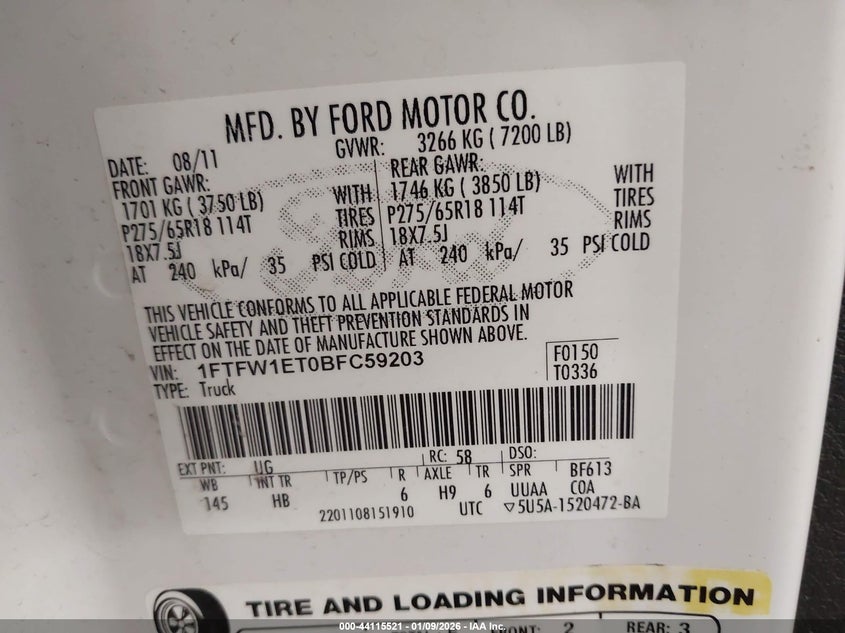 MFD. BY FORD MOTOR CO.
DATE: 08/11 GVWR: 3266 KG ( 7200 LB)
FRONT GAWR: REAR GAWR:
1701 KG ( 3750 LB) WITH 1746 KG ( 3850 LB) WITH
P275/65R18 114T TIRES P275/65R18 114T TIRES
18X7.5J RIMS 18X7.5J RIMS
AT 240 kPa/ 35 PSI COLD AT 240 kPa/ 35 PSI COLD
THIS VEHICLE CONFORMS TO ALL APPLICABLE FEDERAL MOTOR
VEHICLE SAFETY AND THEFT PREVENTION STANDARDS IN
EFFECT ON THE DATE OF MANUFACTURE SHOWN ABOVE.
VIN: 1FTFW1ET0BFC59203 F0150
TYPE: Truck T0336
EXT PNT: UG RC: 58 DSO:
WB INT TR TP/PS R AXLE TR SPR BF613
145 HB 6 H9 6 UUAA COA
2201108151910 UTC ▽5U5A-1520472-BA
TIRE AND LOADING INFORMATION
FRONT: 2 REAR: 3
000-44115521 - 01/09/2026 - IAA Inc.